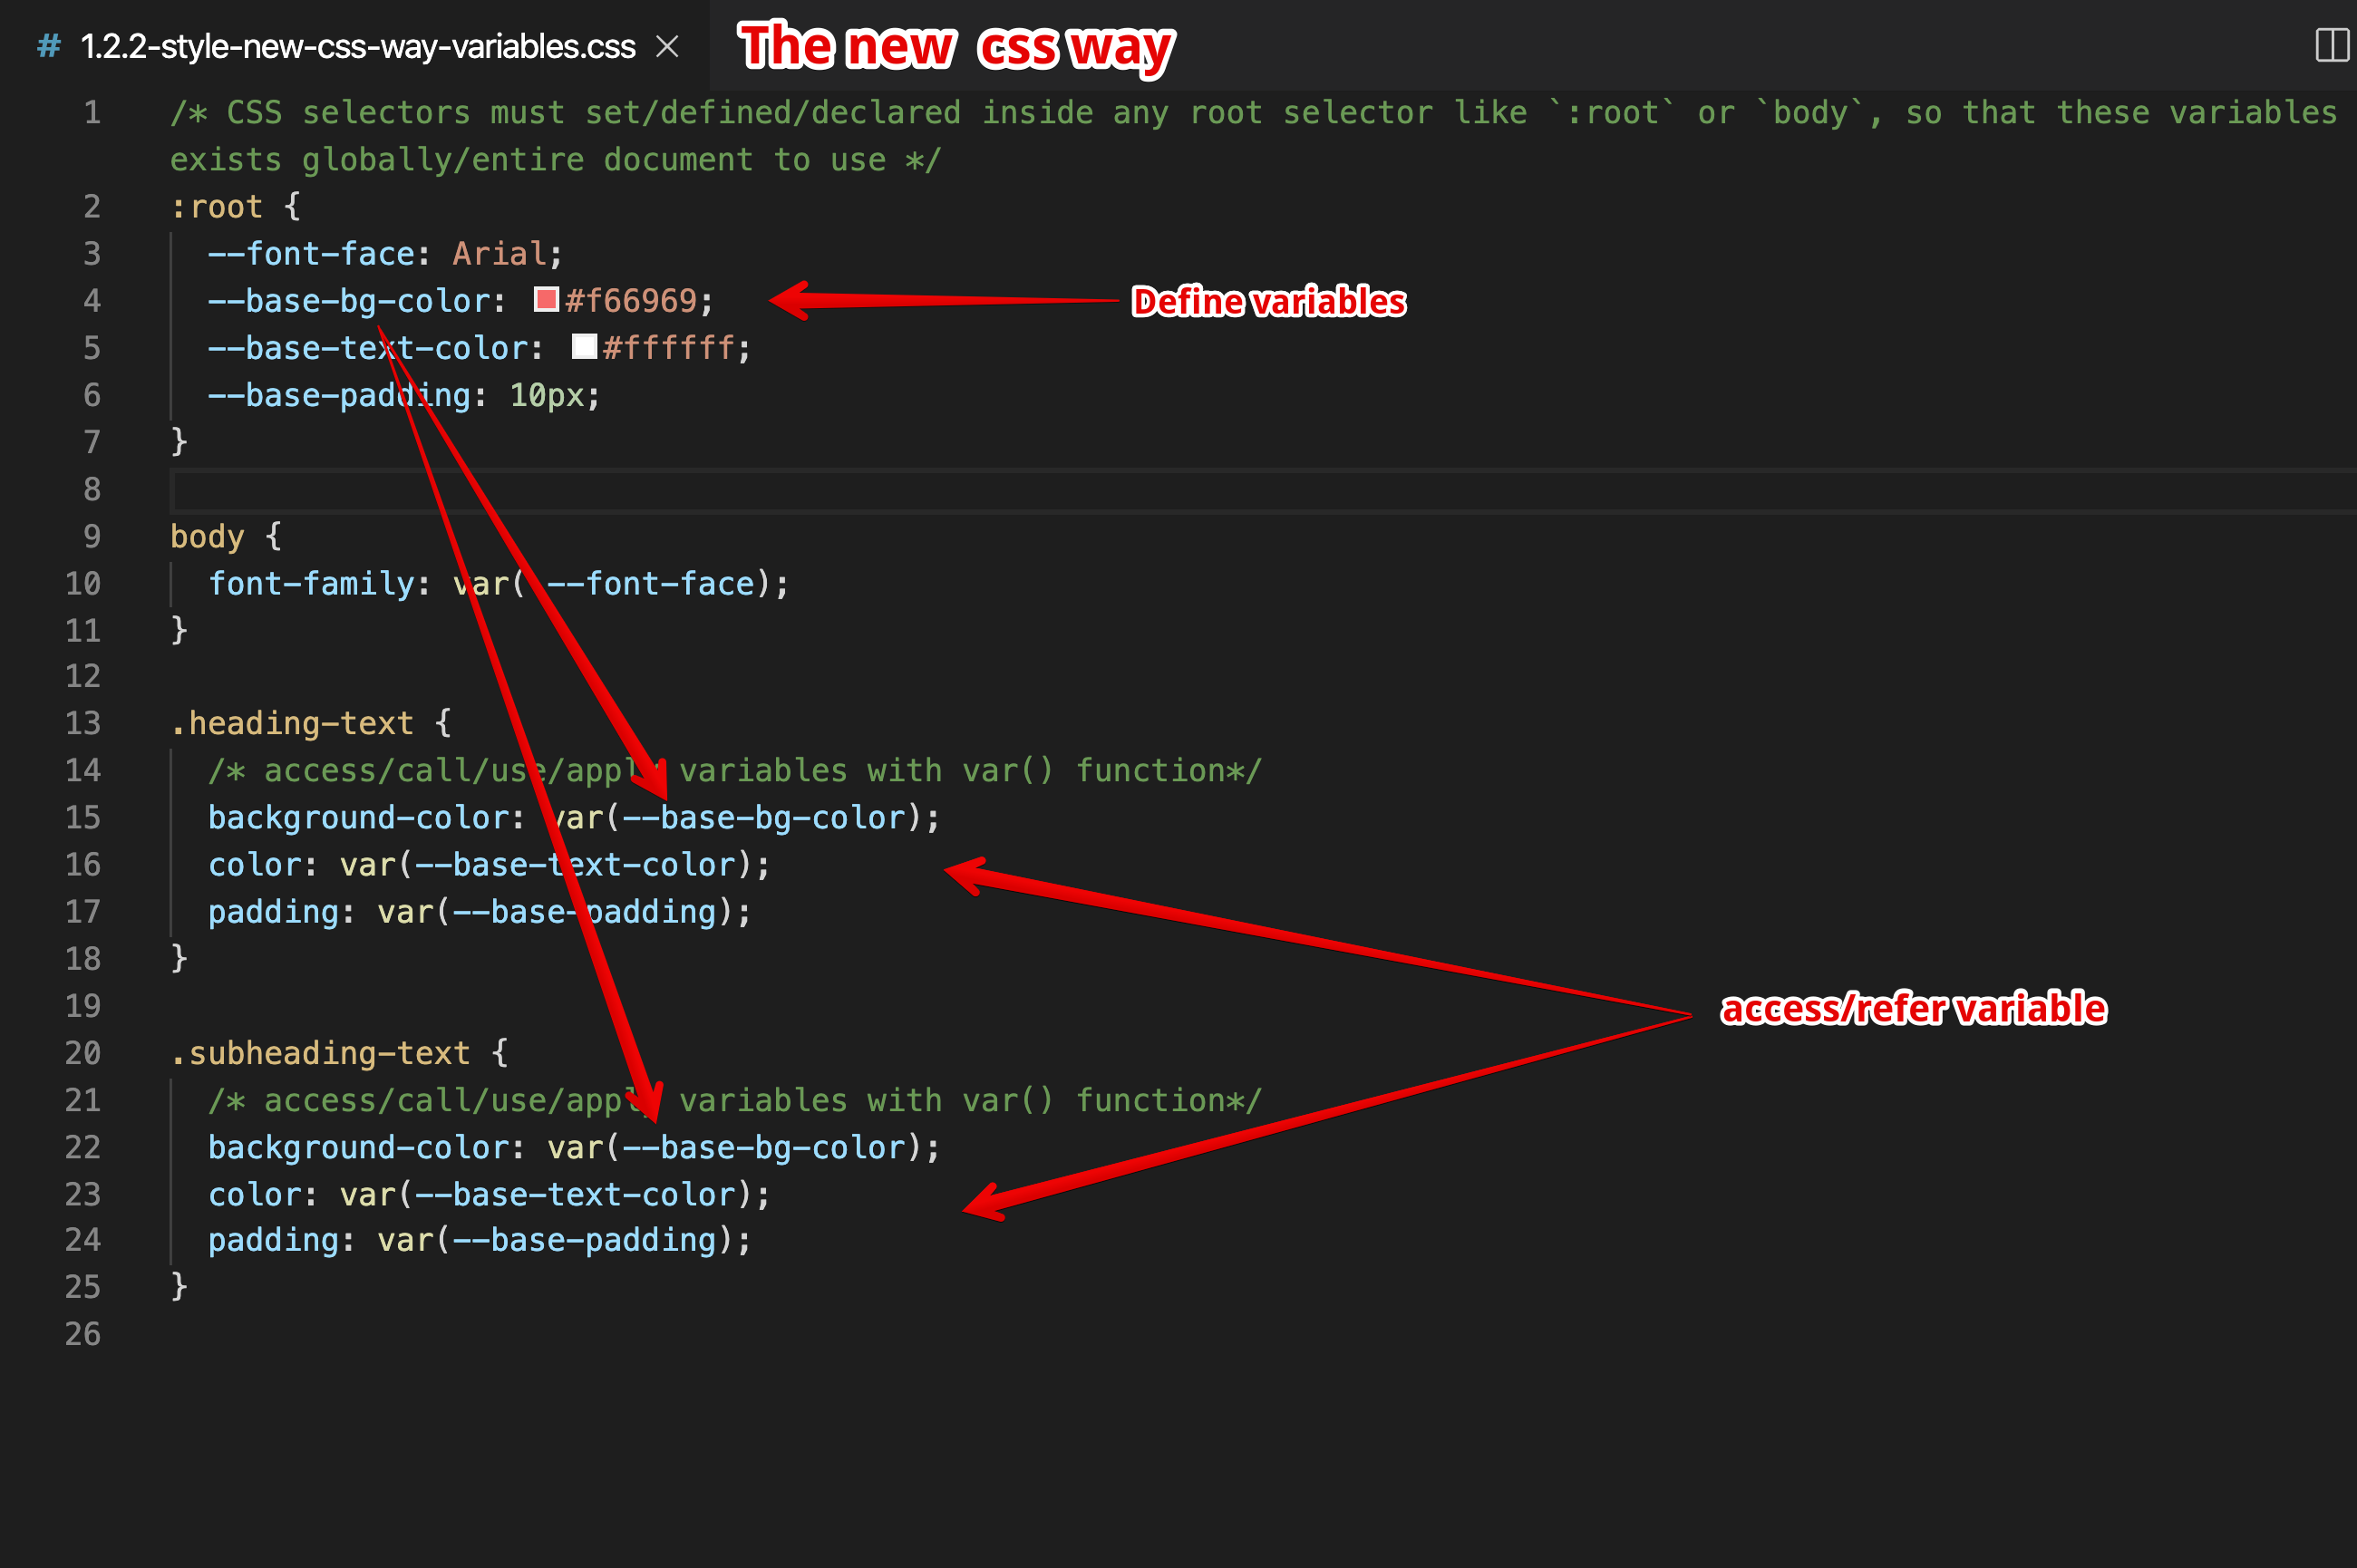 # 1.2.2-style-new-css-way-variables.css ×
The new css way
1 /* CSS selectors must set/defined/declared inside any root selector like `:root` or `body`, so that these variables
exists globally/entire document to use */
2 :root {
3 --font-face: Arial;
4 --base-bg-color: #f66969;
Define variables
5 --base-text-color: #ffffff;
6 --base-padding: 10px;
7 }
8
9 body {
10 font-family: var( --font-face);
11 }
12
13 .heading-text {
14 /* access/call/use/apply variables with var() function*/
15 background-color: var(--base-bg-color);
16 color: var(--base-text-color);
17 padding: var(--base-padding);
18 }
19
access/refer variable
20 .subheading-text {
21 /* access/call/use/apply variables with var() function*/
22 background-color: var(--base-bg-color);
23 color: var(--base-text-color);
24 padding: var(--base-padding);
25 }
26